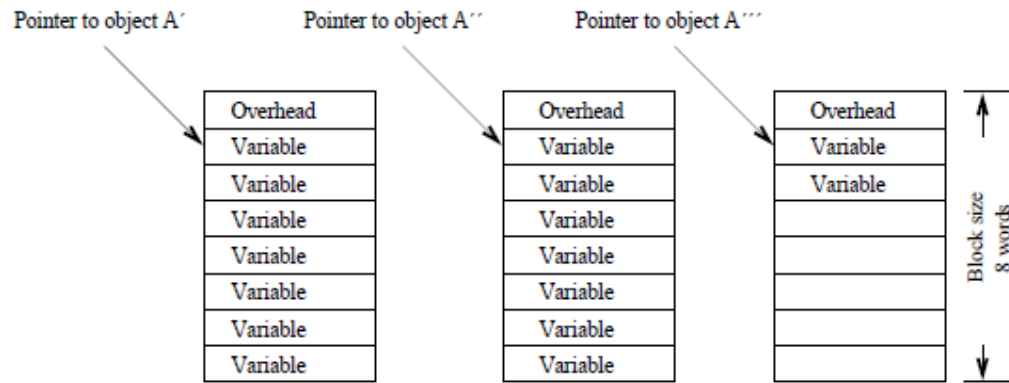 Pointer to object A´
Pointer to object A´´
Pointer to object A´´´
Overhead
Variable
Variable
Variable
Variable
Variable
Variable
Variable
Overhead
Variable
Variable
Variable
Variable
Variable
Variable
Variable
Overhead
Variable
Variable
Block size
8 words